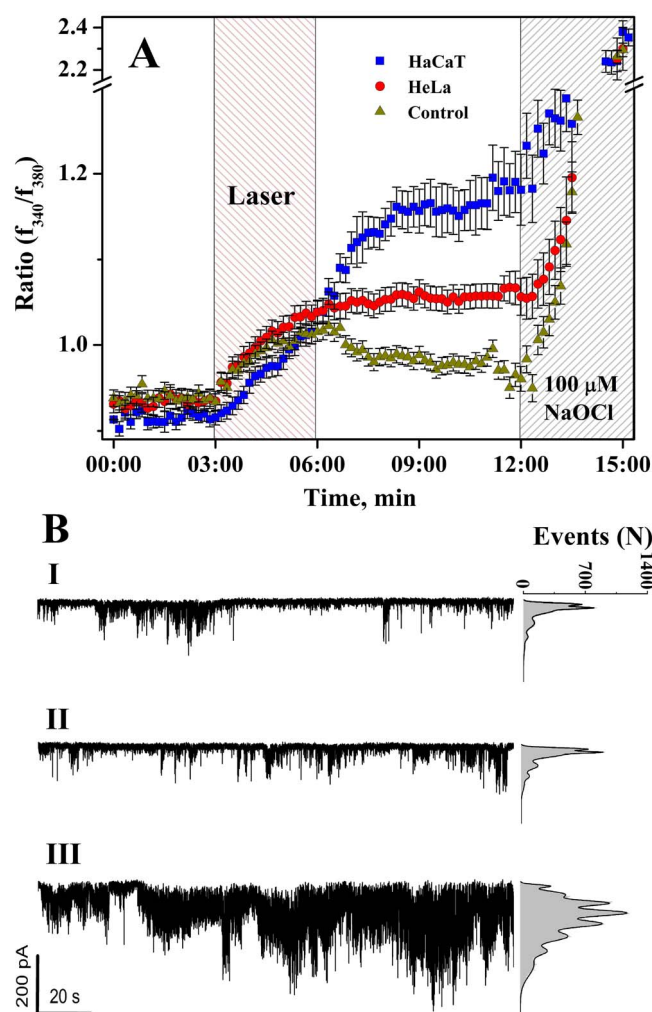 A
HaCaT
HeLa
Control
Laser
100 μM
NaOCl
Ratio (f340/f380)
2.4
2.2
1.2
1.0
00:00 03:00 06:00 09:00 12:00 15:00
Time, min
B
Events (N)
0 700 1400
I
II
III
200 pA
20 s